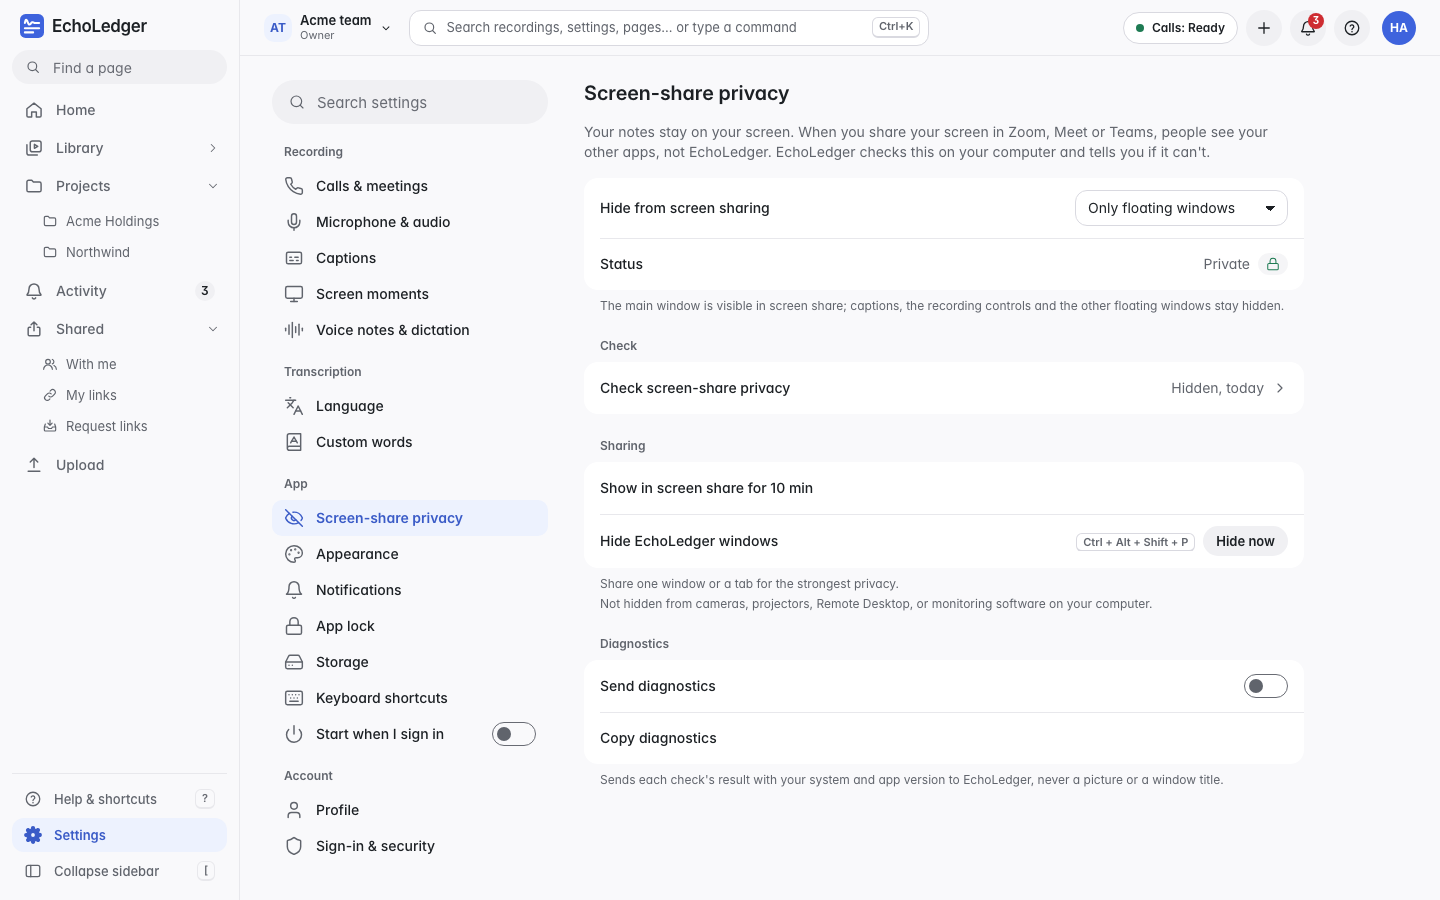 EchoLedger
Find a page
Home
Library
Projects
Acme Holdings
Northwind
Activity
3
Shared
With me
My links
Request links
Upload
Help & shortcuts
?
Settings
Collapse sidebar
[
AT
Acme team
Owner
Search recordings, settings, pages... or type a command
Ctrl+K
Calls: Ready
3
HA
Search settings
Recording
Calls & meetings
Microphone & audio
Captions
Screen moments
Voice notes & dictation
Transcription
Language
Custom words
App
Screen-share privacy
Appearance
Notifications
App lock
Storage
Keyboard shortcuts
Start when I sign in
Account
Profile
Sign-in & security
Screen-share privacy
Your notes stay on your screen. When you share your screen in Zoom, Meet or Teams, people see your
other apps, not EchoLedger. EchoLedger checks this on your computer and tells you if it can't.
Hide from screen sharing
Only floating windows
Status
Private
The main window is visible in screen share; captions, the recording controls and the other floating windows stay hidden.
Check
Check screen-share privacy
Hidden, today
Sharing
Show in screen share for 10 min
Hide EchoLedger windows
Ctrl + Alt + Shift + P
Hide now
Share one window or a tab for the strongest privacy.
Not hidden from cameras, projectors, Remote Desktop, or monitoring software on your computer.
Diagnostics
Send diagnostics
Copy diagnostics
Sends each check's result with your system and app version to EchoLedger, never a picture or a window title.